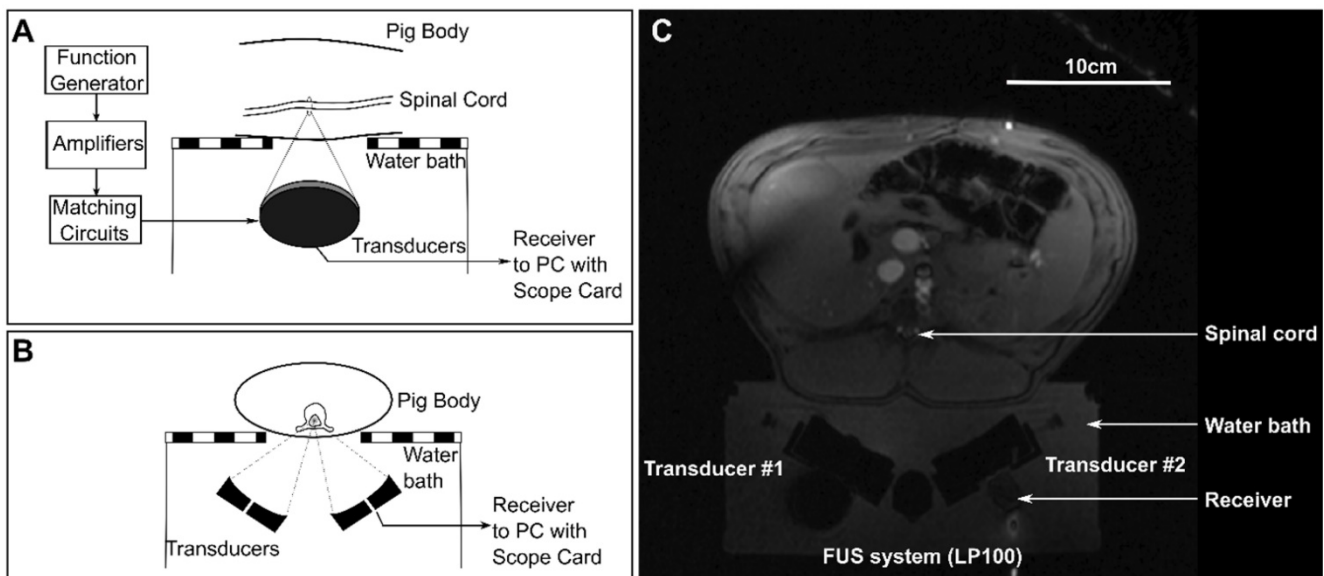 A
Pig Body
Function
Generator
Spinal Cord
Amplifiers
Water bath
Matching
Circuits
Transducers
Receiver
to PC with
Scope Card
B
Pig Body
Water
bath
Receiver
to PC with
Scope Card
Transducers
C
10cm
Spinal cord
Water bath
Transducer #1
Transducer #2
Receiver
FUS system (LP100)